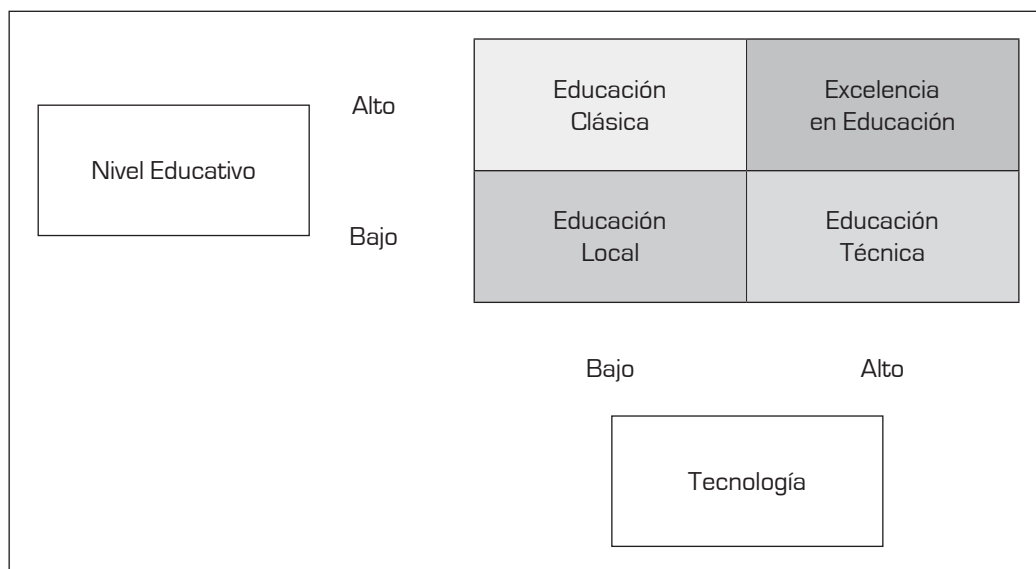 Educación
Clásica
Excelencia
en Educación
Alto
Nivel Educativo
Bajo
Educación
Local
Educación
Técnica
Bajo
Alto
Tecnología